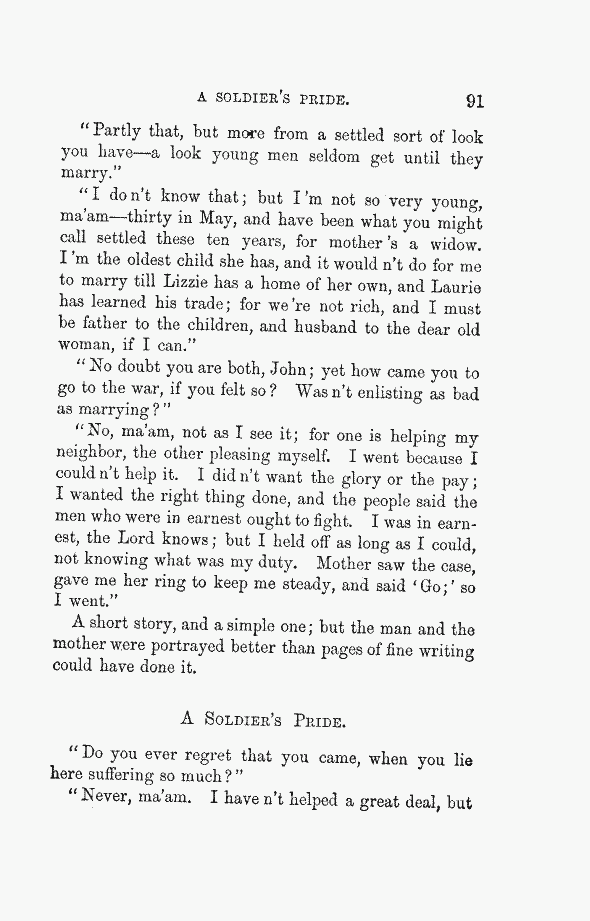 A SOLDIER'S PRIDE. 91
"Partly that, but more from a settled sort of look
you have—a look young men seldom get until they
marry."
"I don't know that; but I'm not so very young,
ma'am—thirty in May, and have been what you might
call settled these ten years, for mother's a widow.
I'm the oldest child she has, and it would n't do for me
to marry till Lizzie has a home of her own, and Laurie
has learned his trade; for we're not rich, and I must
be father to the children, and husband to the dear old
woman, if I can."
"No doubt you are both, John; yet how came you to
go to the war, if you felt so? Was n't enlisting as bad
as marrying?"
"No, ma'am, not as I see it; for one is helping my
neighbor, the other pleasing myself. I went because I
could n't help it. I did n't want the glory or the pay;
I wanted the right thing done, and the people said the
men who were in earnest ought to fight. I was in earn-
est, the Lord knows; but I held off as long as I could,
not knowing what was my duty. Mother saw the case,
gave me her ring to keep me steady, and said 'Go;' so
I went."
A short story, and a simple one; but the man and the
mother were portrayed better than pages of fine writing
could have done it.
A SOLDIER'S PRIDE.
"Do you ever regret that you came, when you lie
here suffering so much?"
"Never, ma'am. I have n't helped a great deal, but